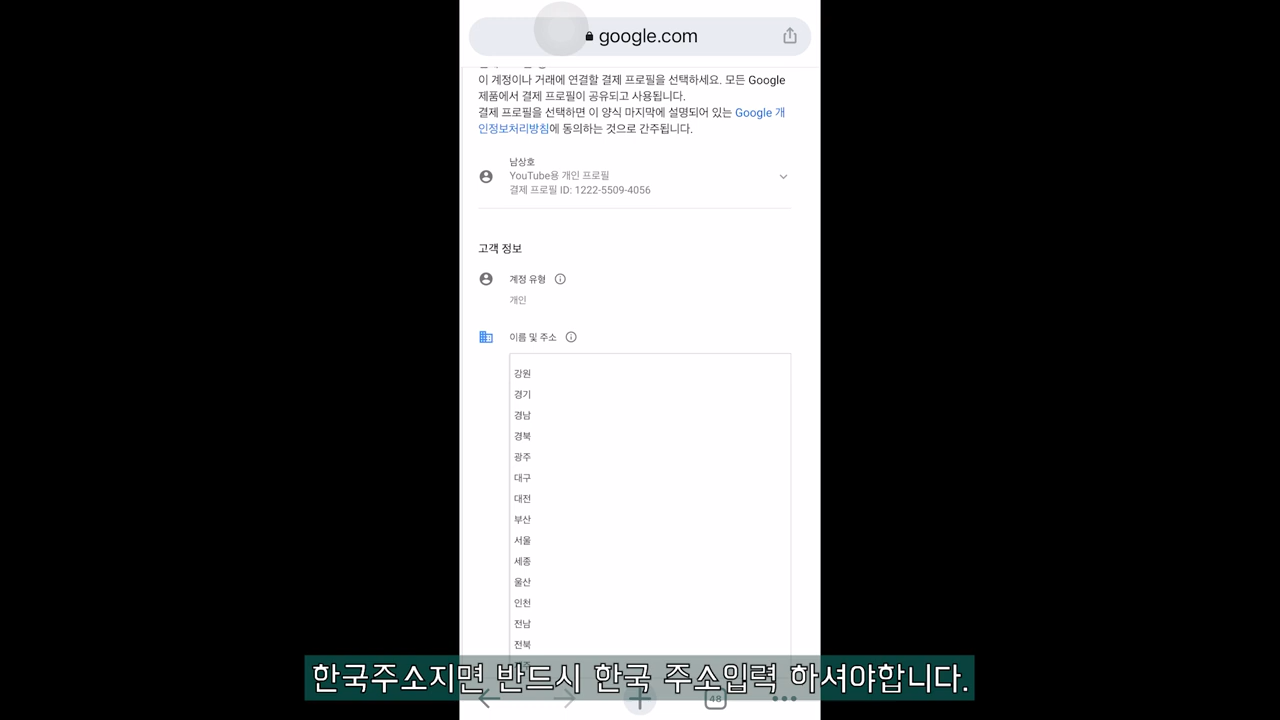 google.com
이 계정이나 거래에 연결할 결제 프로필을 선택하세요. 모든 Google
제품에서 결제 프로필이 공유되고 사용됩니다.
결제 프로필을 선택하면 이 양식 마지막에 설명되어 있는 Google 개
인정보처리방침에 동의하는 것으로 간주됩니다.
남상호
YouTube용 개인 프로필
결제 프로필 ID: 1222-5509-4056
고객 정보
계정 유형
개인
이름 및 주소
강원
경기
경남
경북
광주
대구
대전
부산
서울
세종
울산
인천
전남
전북
한국주소지면 반드시 한국 주소입력 하셔야합니다.
48